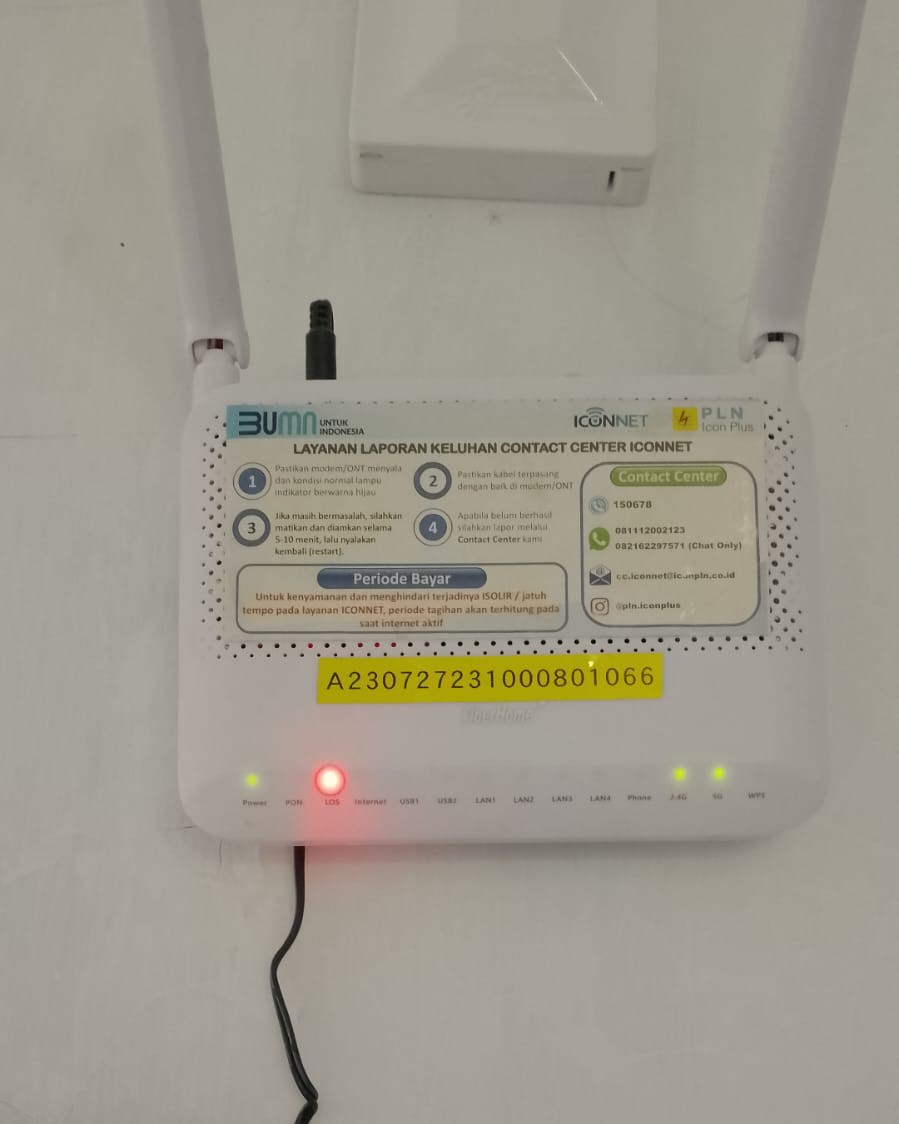 BUMN UNTUK INDONESIA
ICONNET
PLN Icon Plus
LAYANAN LAPORAN KELUHAN CONTACT CENTER ICONNET
1
Pastikan modem/ONT menyala
dan kondisi normal lampu
indikator berwarna hijau
2
Pastikan kabel terpasang
dengan baik di modem/ONT
3
Jika masih bermasalah, silahkan
matikan dan diamkan selama
5-10 menit, lalu nyalakan
kembali (restart).
4
Apabila belum berhasil
silahkan lapor melalui
Contact Center kami
Contact Center
150678
081112002123
082162297571 (Chat Only)
cc.iconnet@iconpln.co.id
@pln.iconplus
Periode Bayar
Untuk kenyamanan dan menghindari terjadinya ISOLIR / jatuh
tempo pada layanan ICONNET, periode tagihan akan terhitung pada
saat internet aktif
A2307272231000801066
FiberHome
Power PON LOS Internet USB1 USB2 LAN1 LAN2 LAN3 LAN4 Phone 2.4G 5G WPS